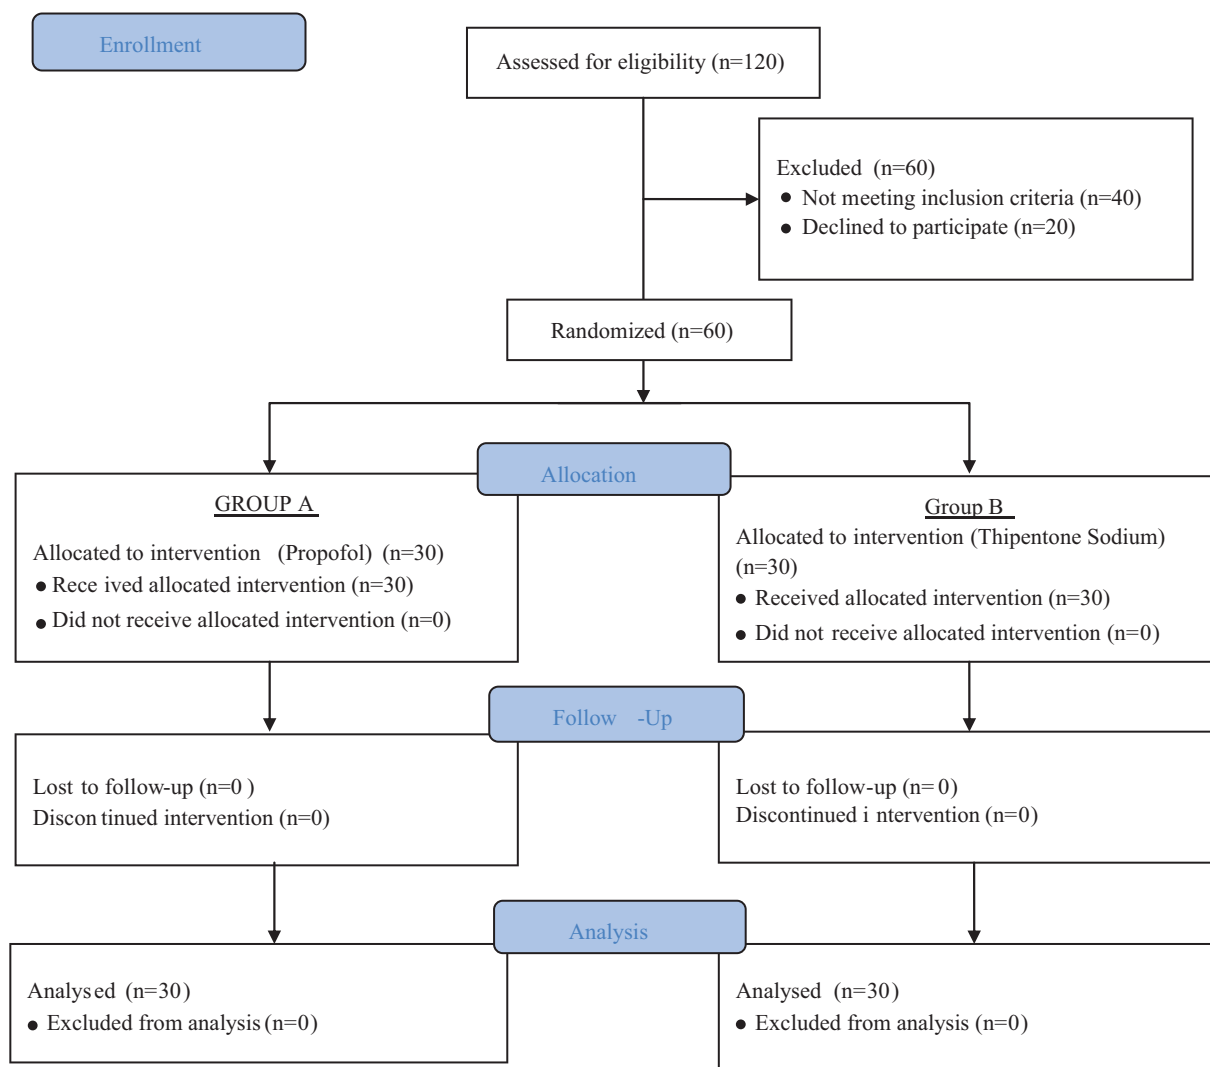 Enrollment
Assessed for eligibility (n=120)
Excluded (n=60)
● Not meeting inclusion criteria (n=40)
● Declined to participate (n=20)
Randomized (n=60)
Allocation
GROUP A
Allocated to intervention (Propofol) (n=30)
● Rece ived allocated intervention (n=30)
● Did not receive allocated intervention (n=0)
Group B
Allocated to intervention (Thipentone Sodium)
(n=30)
● Received allocated intervention (n=30)
● Did not receive allocated intervention (n=0)
Follow -Up
Lost to follow-up (n=0 )
Discon tinued intervention (n=0)
Lost to follow-up (n= 0)
Discontinued i ntervention (n=0)
Analysis
Analysed (n=30)
● Excluded from analysis (n=0)
Analysed (n=30)
● Excluded from analysis (n=0)